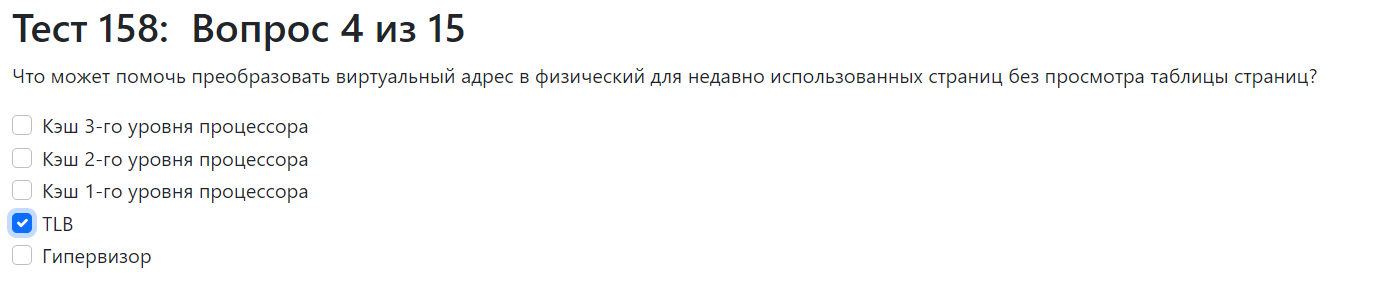 Тест 158: Вопрос 4 из 15
Что может помочь преобразовать виртуальный адрес в физический для недавно использованных страниц без просмотра таблицы страниц?
Кэш 3-го уровня процессора
Кэш 2-го уровня процессора
Кэш 1-го уровня процессора
TLB
Гипервизор